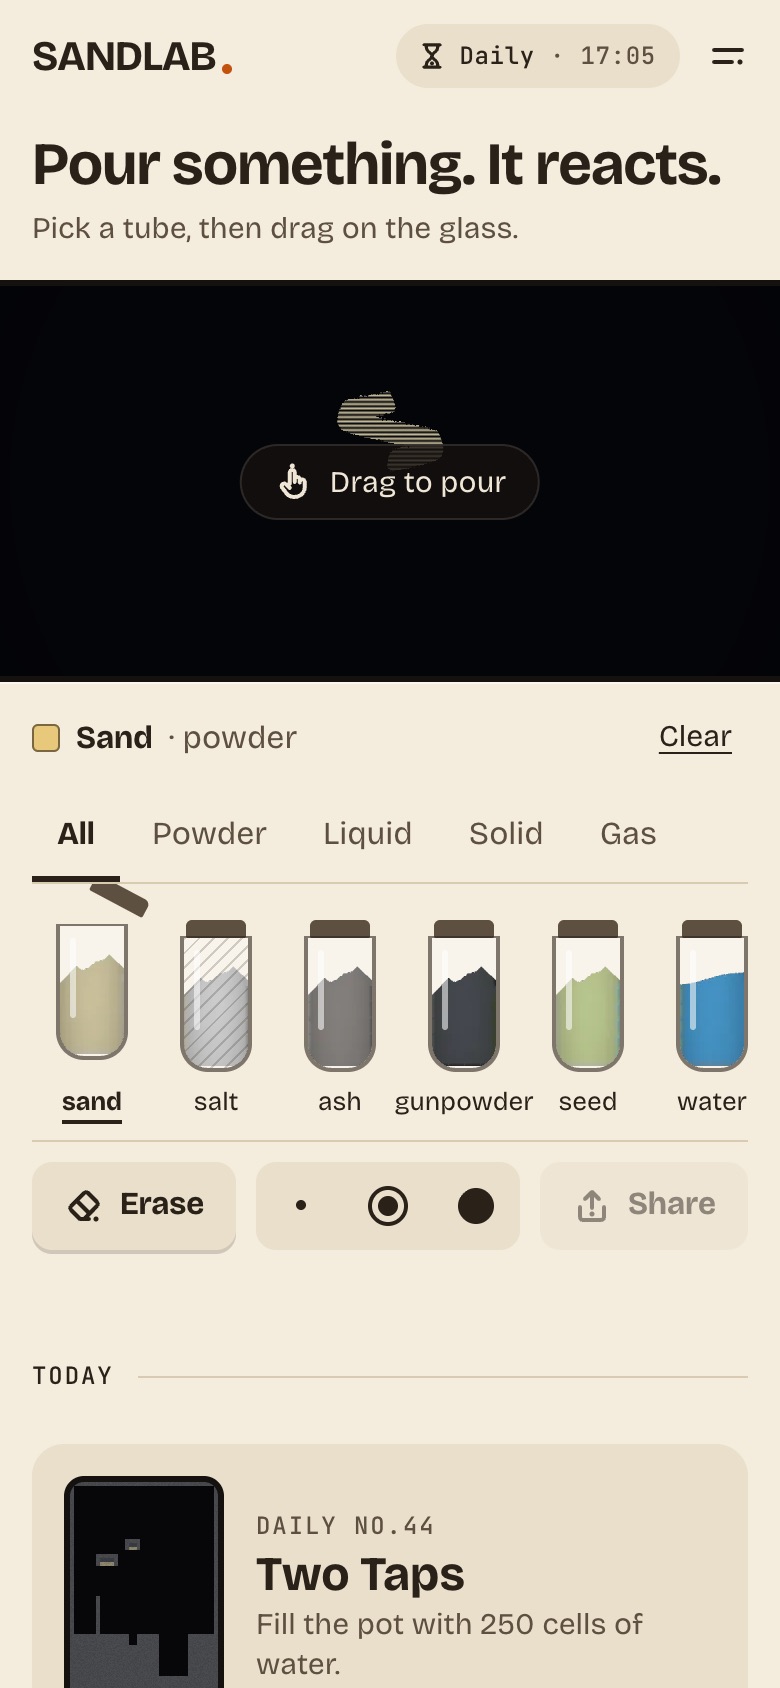 SANDLAB.
Daily · 17:05
Pour something. It reacts.
Pick a tube, then drag on the glass.
Drag to pour
Sand · powder
Clear
All Powder Liquid Solid Gas
sand salt ash gunpowder seed water
Erase
Share
TODAY
DAILY NO.44
Two Taps
Fill the pot with 250 cells of
water.